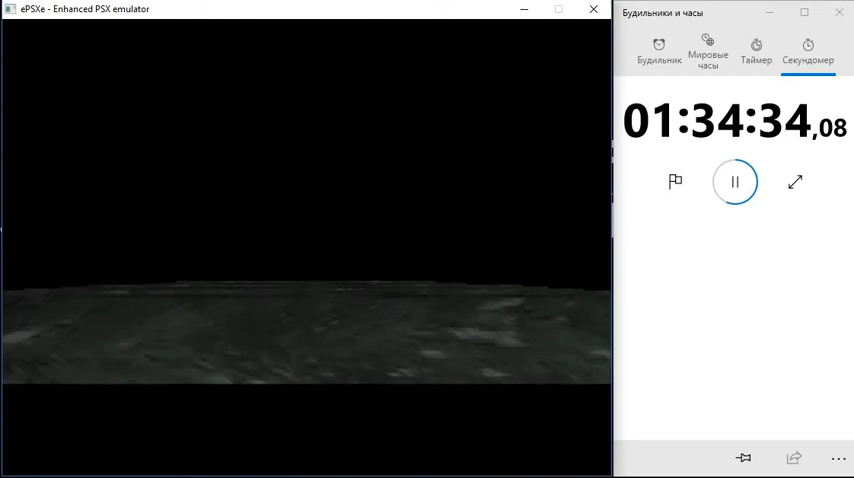 ePSXe - Enhanced PSX emulator
Будильники и часы
Будильник
Мировые
часы
Таймер
Секундомер
01:34:34,08